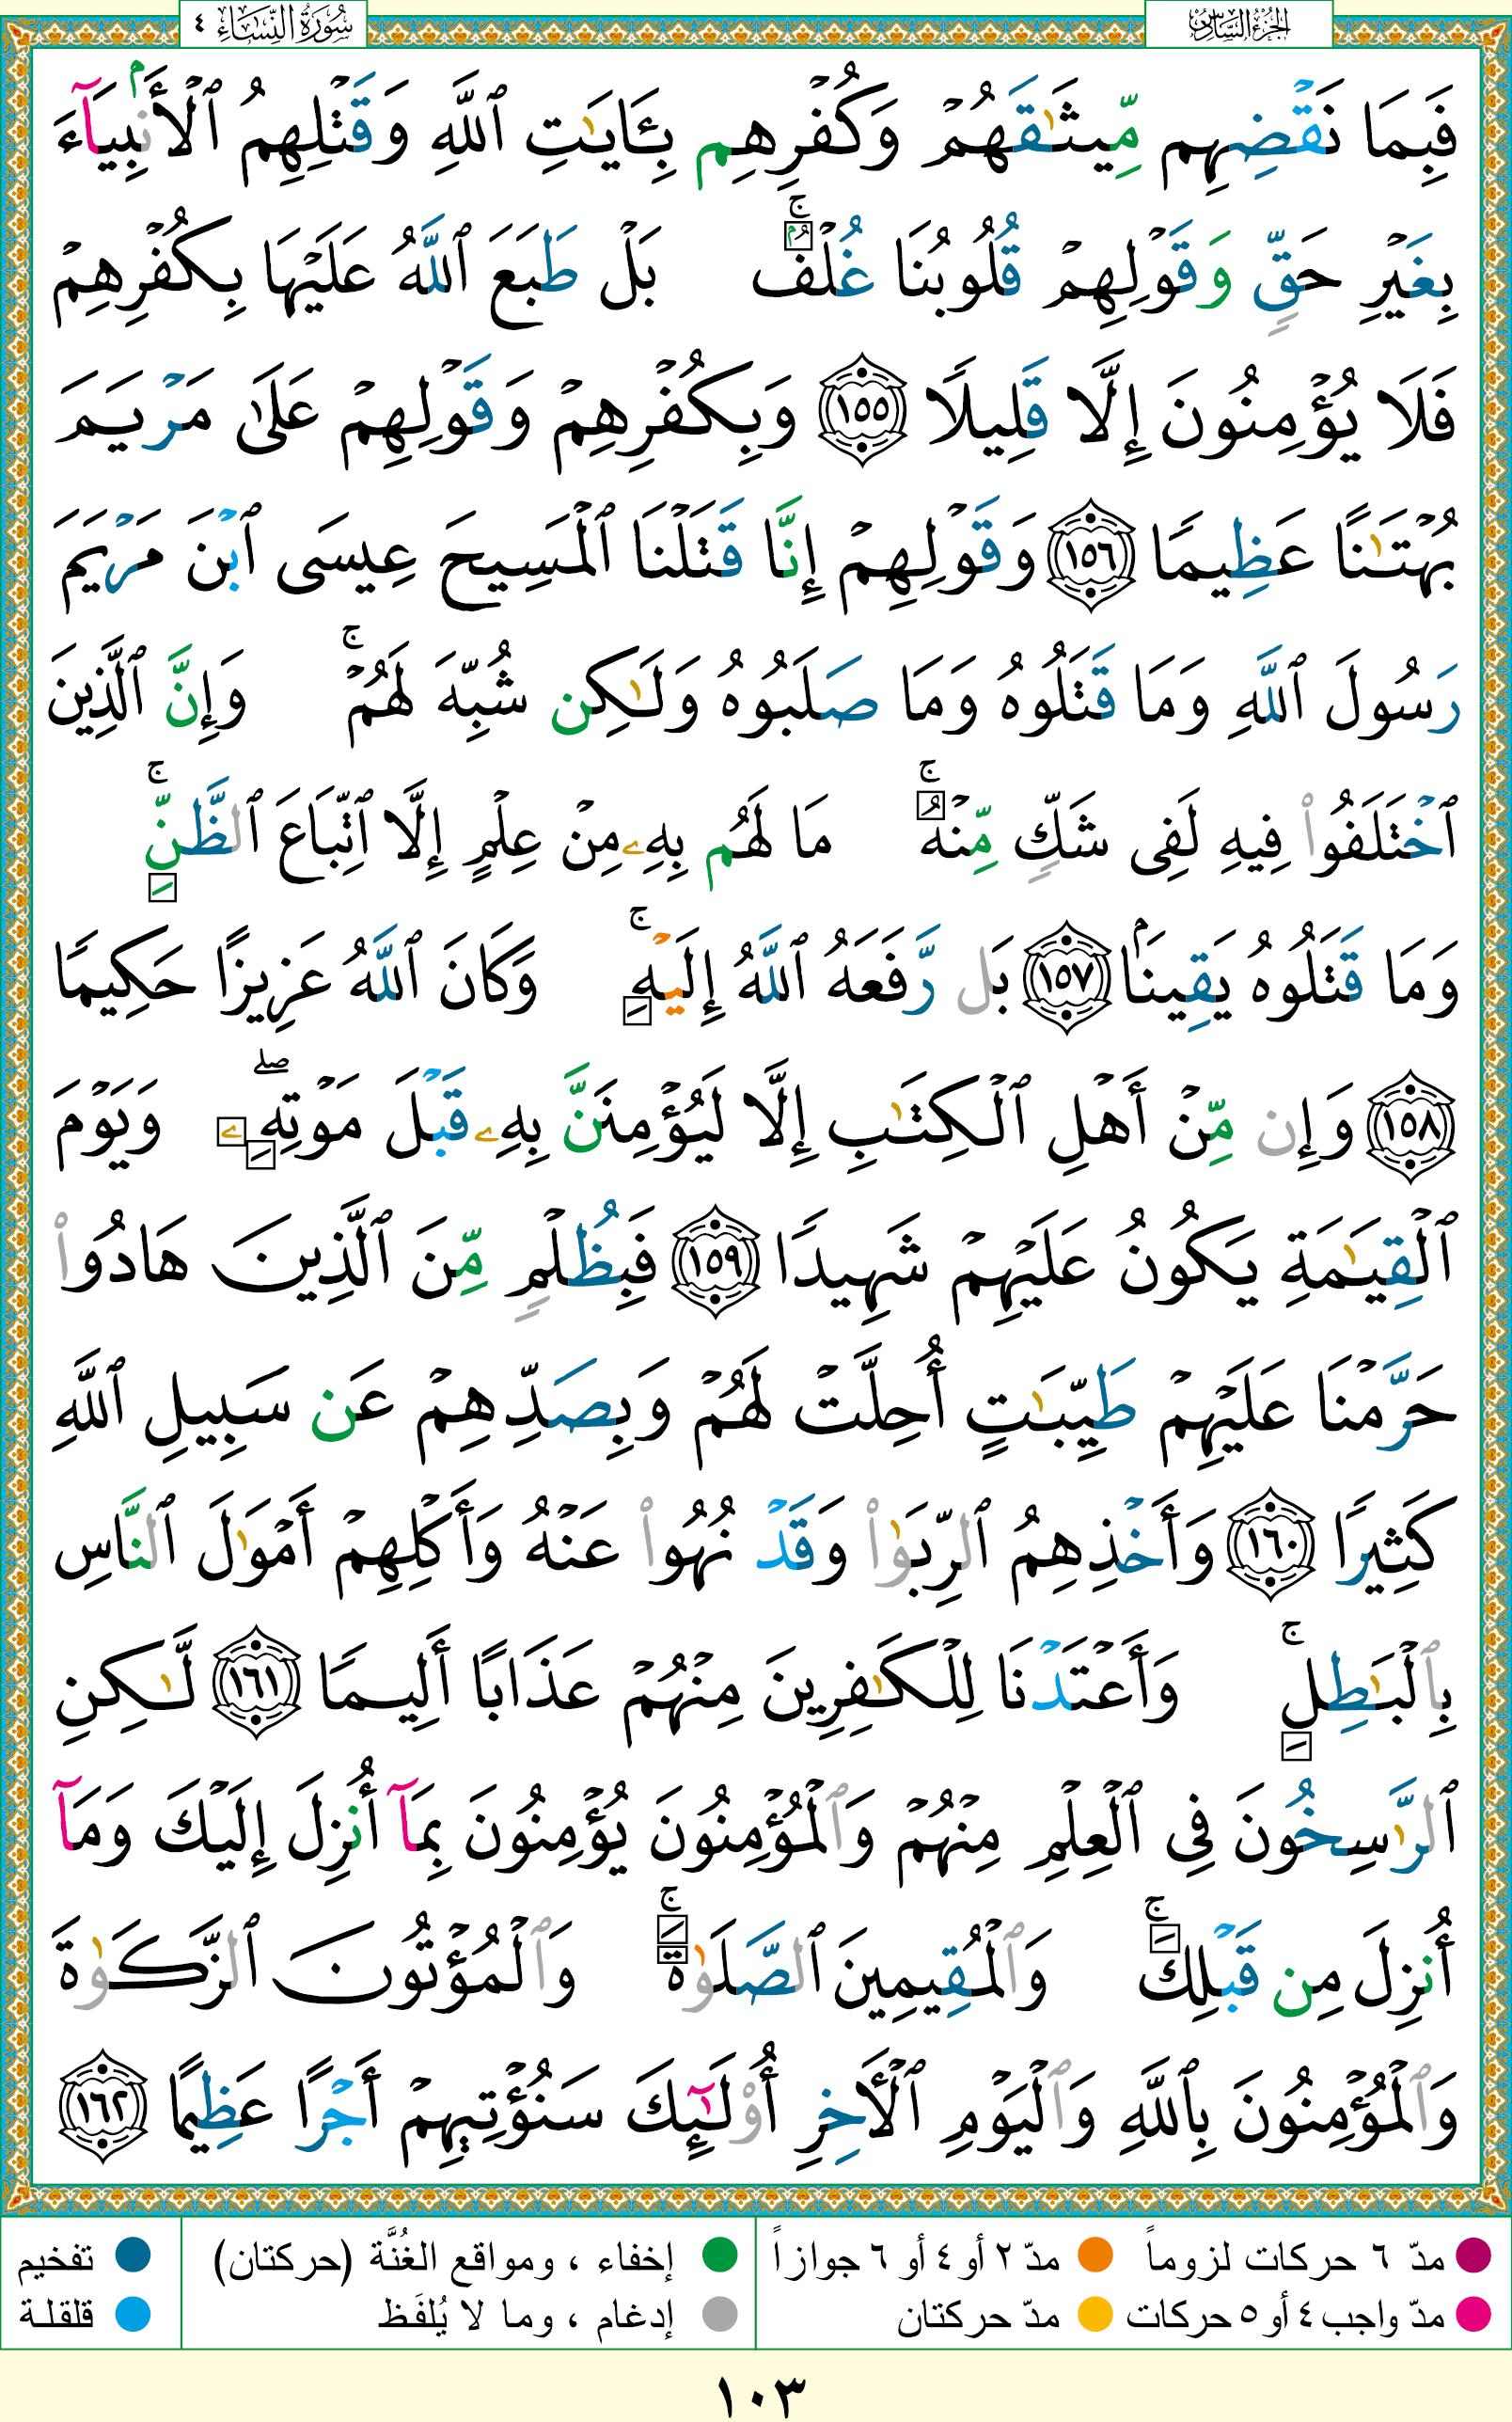 الجزء السادس
سورة النساء ٤
فَبِمَا نَقْضِهِم مِّيثَٰقَهُمْ وَكُفْرِهِم بِـَٔايَٰتِ ٱللَّهِ وَقَتْلِهِمُ ٱلْأَنۢبِيَآءَ
بِغَيْرِ حَقٍّ وَقَوْلِهِمْ قُلُوبُنَا غُلْفٌۢ ۚ بَلْ طَبَعَ ٱللَّهُ عَلَيْهَا بِكُفْرِهِمْ
فَلَا يُؤْمِنُونَ إِلَّا قَلِيلًا ١٥٥ وَبِكُفْرِهِمْ وَقَوْلِهِمْ عَلَىٰ مَرْيَمَ
بُهْتَٰنًا عَظِيمًا ١٥٦ وَقَوْلِهِمْ إِنَّا قَتَلْنَا ٱلْمَسِيحَ عِيسَى ٱبْنَ مَرْيَمَ
رَسُولَ ٱللَّهِ وَمَا قَتَلُوهُ وَمَا صَلَبُوهُ وَلَٰكِن شُبِّهَ لَهُمْ ۚ وَإِنَّ ٱلَّذِينَ
ٱخْتَلَفُوا۟ فِيهِ لَفِى شَكٍّ مِّنْهُ ۚ مَا لَهُم بِهِۦ مِنْ عِلْمٍ إِلَّا ٱتِّبَاعَ ٱلظَّنِّ ۚ
وَمَا قَتَلُوهُ يَقِينًۢا ١٥٧ بَل رَّفَعَهُ ٱللَّهُ إِلَيْهِ ۚ وَكَانَ ٱللَّهُ عَزِيزًا حَكِيمًا
١٥٨ وَإِن مِّنْ أَهْلِ ٱلْكِتَٰبِ إِلَّا لَيُؤْمِنَنَّ بِهِۦ قَبْلَ مَوْتِهِۦ ۖ وَيَوْمَ
ٱلْقِيَٰمَةِ يَكُونُ عَلَيْهِمْ شَهِيدًا ١٥٩ فَبِظُلْمٍ مِّنَ ٱلَّذِينَ هَادُوا۟
حَرَّمْنَا عَلَيْهِمْ طَيِّبَٰتٍ أُحِلَّتْ لَهُمْ وَبِصَدِّهِمْ عَن سَبِيلِ ٱللَّهِ
كَثِيرًا ١٦٠ وَأَخْذِهِمُ ٱلرِّبَوٰا۟ وَقَدْ نُهُوا۟ عَنْهُ وَأَكْلِهِمْ أَمْوَٰلَ ٱلنَّاسِ
بِٱلْبَٰطِلِ ۚ وَأَعْتَدْنَا لِلْكَٰفِرِينَ مِنْهُمْ عَذَابًا أَلِيمًا ١٦١ لَّٰكِنِ
ٱلرَّٰسِخُونَ فِى ٱلْعِلْمِ مِنْهُمْ وَٱلْمُؤْمِنُونَ يُؤْمِنُونَ بِمَآ أُنزِلَ إِلَيْكَ وَمَآ
أُنزِلَ مِن قَبْلِكَ ۚ وَٱلْمُقِيمِينَ ٱلصَّلَوٰةَ ۚ وَٱلْمُؤْتُونَ ٱلزَّكَوٰةَ
وَٱلْمُؤْمِنُونَ بِٱللَّهِ وَٱلْيَوْمِ ٱلْـَٔاخِرِ أُو۟لَٰٓئِكَ سَنُؤْتِيهِمْ أَجْرًا عَظِيمًا ١٦٢
مدّ ٦ حركات لزوماً مدّ ٢ أو ٤ أو ٦ جوازاً إخفاء ، ومواقع الغُنَّة (حركتان) تفخيم
مدّ واجب ٤ أو ٥ حركات مدّ حركتان إدغام ، وما لا يُلفَظ قلقلة
١٠٣